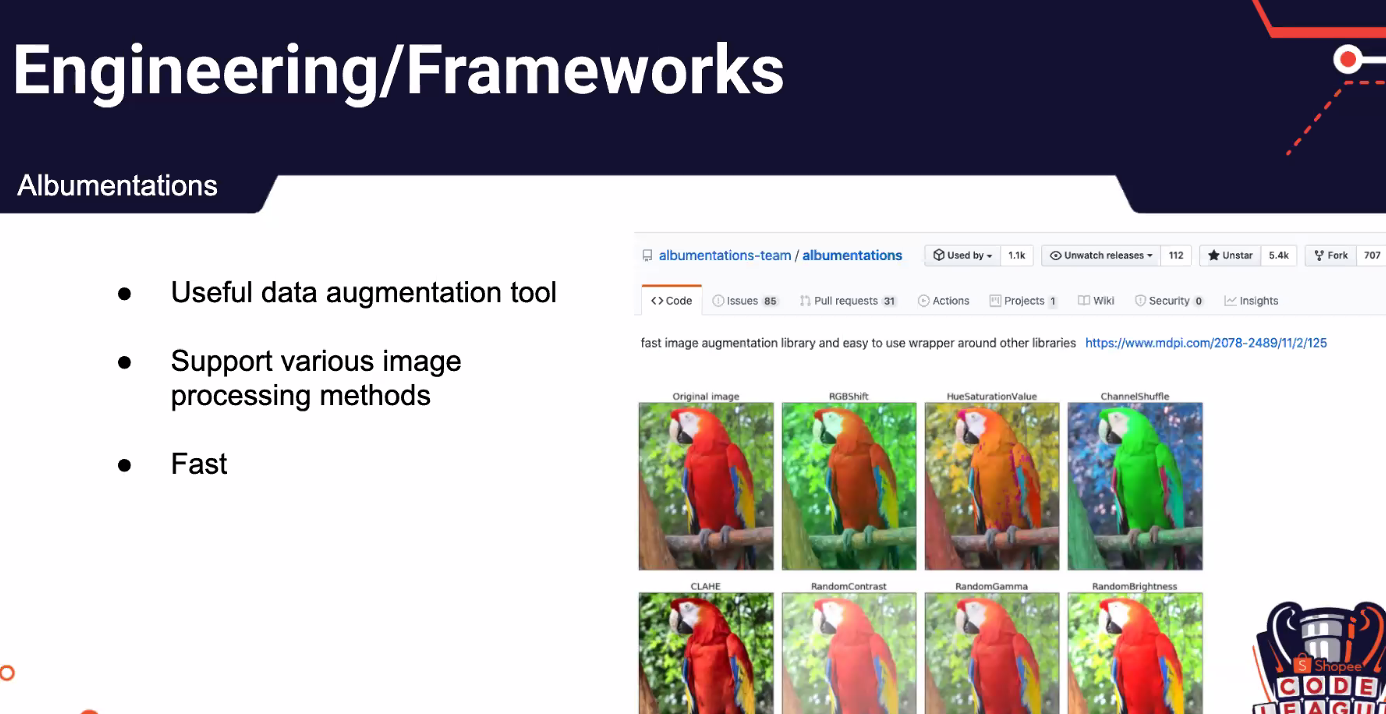 Engineering/Frameworks
Albumentations
● Useful data augmentation tool
● Support various image
processing methods
● Fast
albumentations-team / albumentations Used by 1.1k Unwatch releases 112 Unstar 5.4k Fork 707
<> Code Issues 85 Pull requests 31 Actions Projects 1 Wiki Security 0 Insights
fast image augmentation library and easy to use wrapper around other libraries https://www.mdpi.com/2078-2489/11/2/125
Original image RGBShift HueSaturationValue ChannelShuffle
CLAHE RandomContrast RandomGamma RandomBrightness
S Shopee
CODE
LEAGU